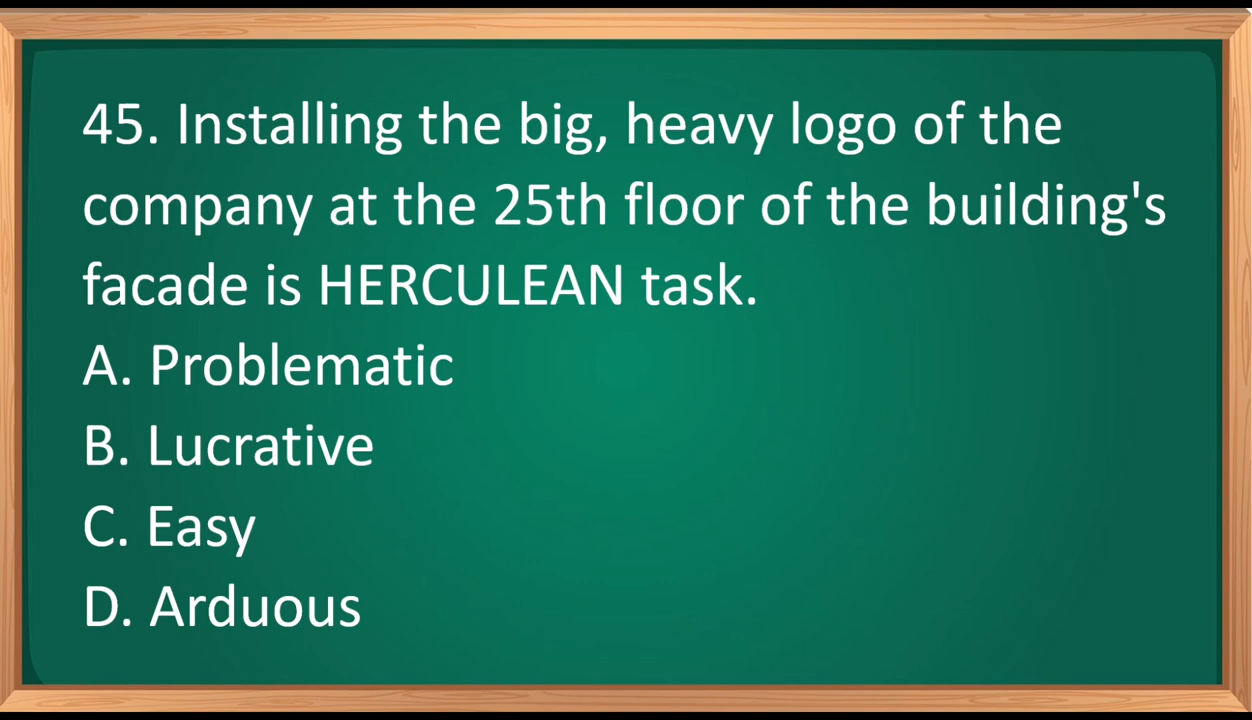 45. Installing the big, heavy logo of the
company at the 25th floor of the building's
facade is HERCULEAN task.
A. Problematic
B. Lucrative
C. Easy
D. Arduous